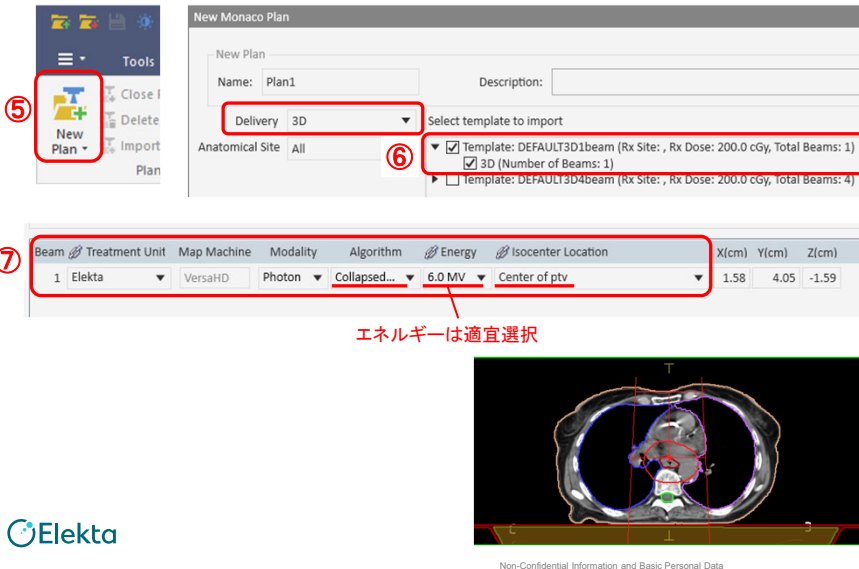 New Monaco Plan
New Plan
Tools
Name: Plan1 Description:
⑤
Close
Delete
Delivery 3D Select template to import
New
Plan
Import
Anatomical Site All
⑥
Template: DEFAULT3D1beam (Rx Site: , Rx Dose: 200.0 cGy, Total Beams: 1)
3D (Number of Beams: 1)
Plan
Template: DEFAULT3D4beam (Rx Site: , Rx Dose: 200.0 cGy, Total Beams: 4)
⑦
Beam Treatment Unit Map Machine Modality Algorithm Energy Isocenter Location X(cm) Y(cm) Z(cm)
1 Elekta VersaHD Photon Collapsed... 6.0 MV Center of ptv 1.58 4.05 -1.59
エネルギーは適宜選択
Elekta
Non-Confidential Information and Basic Personal Data